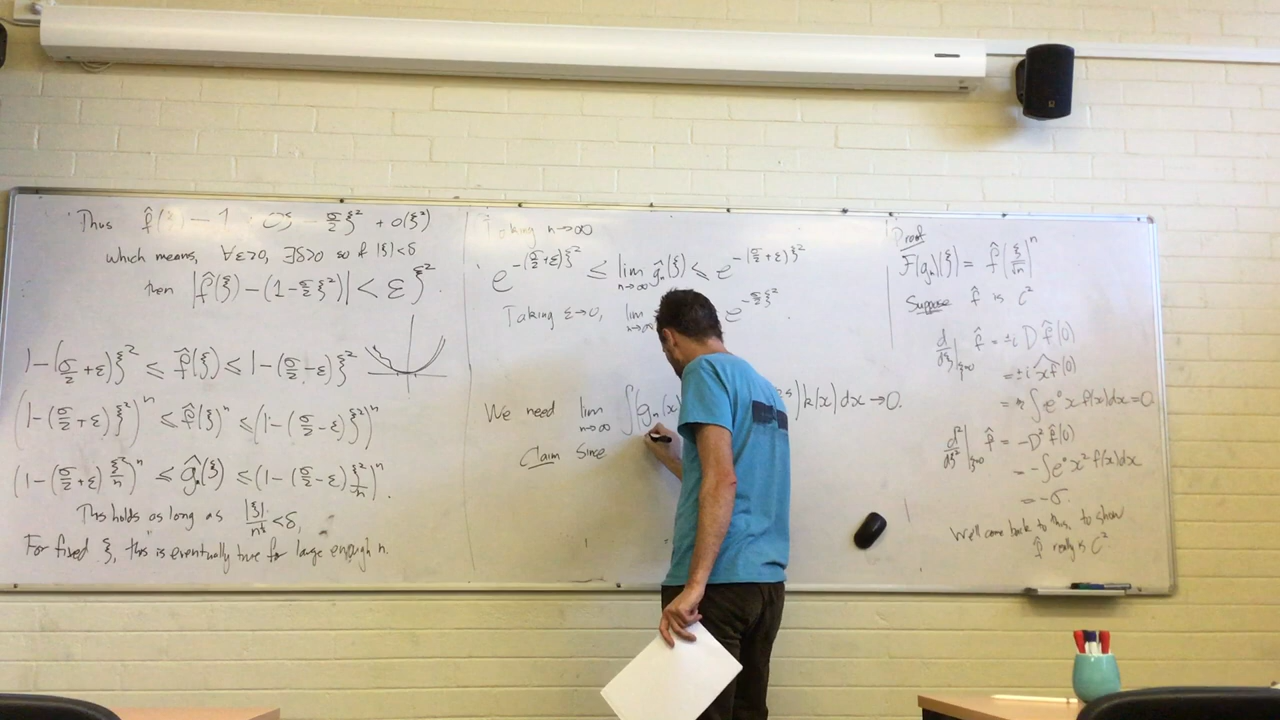 Thus f̂(ξ) - 1 + 0ξ - σ/2 ξ² + o(ξ²)
which means, ∀ε>0, ∃δ>0 so if |ξ|<δ
then |f̂(ξ) - (1 - σ/2 ξ²)| < ε ξ².
1 - (σ/2 + ε)ξ² ≤ f̂(ξ) ≤ 1 - (σ/2 - ε)ξ²
(1 - (σ/2 + ε)ξ²)ⁿ ≤ f̂(ξ)ⁿ ≤ (1 - (σ/2 - ε)ξ²)ⁿ
(1 - (σ/2 + ε) ξ²/n)ⁿ ≤ ĝₙ(ξ) ≤ (1 - (σ/2 - ε) ξ²/n)ⁿ.
This holds as long as |ξ|/n^½ < δ,
For fixed ξ, this is eventually true for large enough n.
Taking n→∞
e^{-(σ/2+ε)ξ²} ≤ lim n→∞ ĝₙ(ξ) ≤ e^{-(σ/2+ε)ξ²}
Taking ε→0, lim n→∞ e^{-σ/2 ξ²}.
We need lim n→∞ ∫(gₙ(x) )k(x)dx → 0.
Claim Since
Proof
F(gₙ)(ξ) = f̂(ξ/√n)ⁿ
Suppose f̂ is C²
d/dξ|ξ=0 f̂ = ±i D f̂(0)
= ±i x̂f(0)
= ∫e⁰ x f(x)dx = 0
d²/dξ²|ξ=0 f̂ = -D² f̂(0)
= -∫e⁰ x² f(x)dx
= -σ.
We'll come back to this, to show
f̂ really is C²